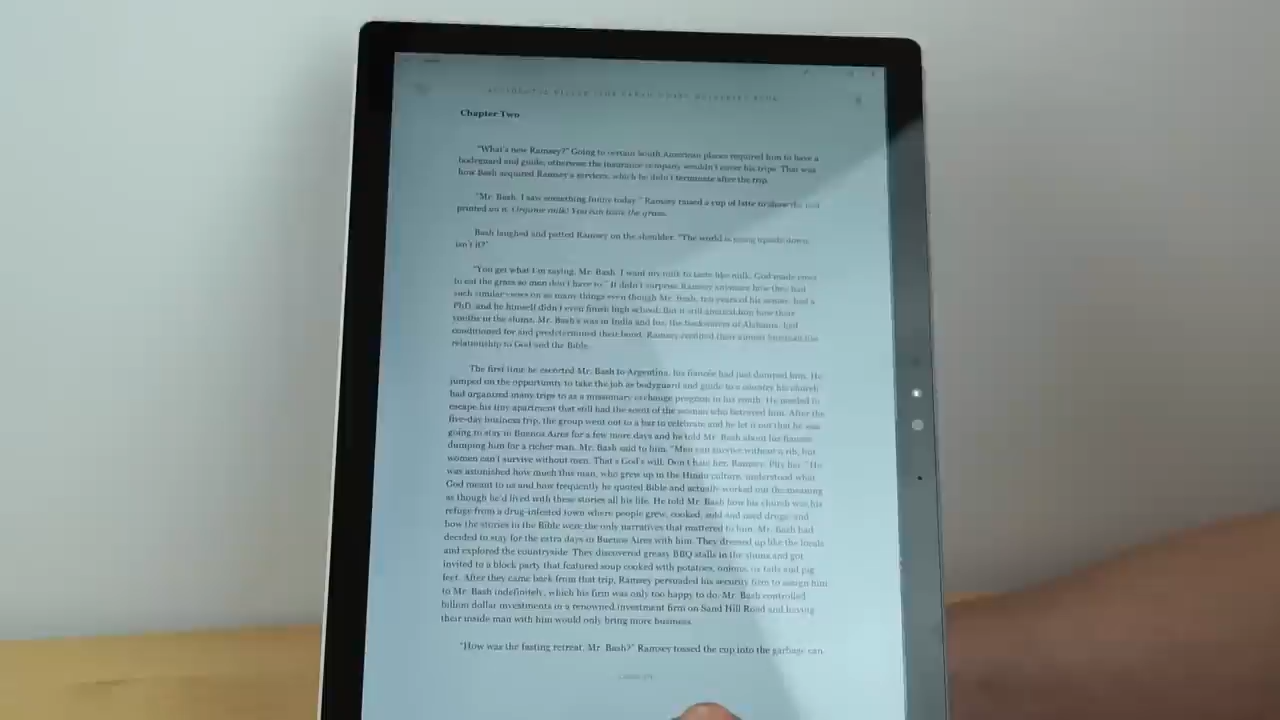 Chapter Two
"What's new Ramsey?" Going to certain South American places required him to have a
bodyguard and guide, otherwise the insurance company wouldn't cover his trips. That was
how Bash acquired Ramsey's services, which he didn't terminate after the trip.
"Mr. Bash, I saw something funny today." Ramsey raised a cup of latte to show the
printed on it. Organic milk! You can taste the grass.
Bash laughed and patted Ramsey on the shoulder. "The world is going upside down,
isn't it?"
"You get what I'm saying, Mr. Bash. I want my milk to taste like milk. God made cows
to eat the grass so men don't have to." It didn't surprise Ramsey anymore how they had
such similar views on so many things even though Mr. Bash, ten years of his senior, had a
PhD, and he himself didn't even finish high school. But it still amazed him how their
youths in the slums, Mr. Bash's was in India and his, the backwaters of Alabama, had
conditioned for and predetermined their bond. Ramsey credited their almost
relationship to God and the Bible.
The first time he escorted Mr. Bash to Argentina, his fiancée had just dumped him. He
jumped on the opportunity to take the job as bodyguard and guide to a country his church
had organized many trips to as a missionary exchange program in his youth. He needed to
escape his tiny apartment that still had the scent of the woman who betrayed him. After the
five-day business trip, the group went out to a bar to celebrate and he let it out that he was
going to stay in Buenos Aires for a few more days and he told Mr. Bash about his fiancée
dumping him for a richer man. Mr. Bash said to him, "Men can survive without a rib, but
women can't survive without men. That's God's will. Don't hate her, Ramsey. Pity her." He
was astonished how much this man, who grew up in the Hindu culture, understood what
God meant to us and how frequently he quoted Bible and actually worked out the meaning
as though he'd lived with these stories all his life. He told Mr. Bash how his church was his
refuge from a drug-infested town where people grew, cooked, sold and used drugs, and
how the stories in the Bible were the only narratives that mattered to him. Mr. Bash had
decided to stay for the extra days in Buenos Aires with him. They dressed up like the locals
and explored the countryside. They discovered greasy BBQ stalls in the slums and got
invited to a block party that featured soup cooked with potatoes, onions, ox tails and pig
feet. After they came back from that trip, Ramsey persuaded his security firm to assign him
to Mr. Bash indefinitely, which his firm was only too happy to do. Mr. Bash controlled
billion dollar investments in a renowned investment firm on Sand Hill Road and having
their inside man with him would only bring more business.
"How was the fasting retreat, Mr. Bash?" Ramsey tossed the cup into the garbage can.